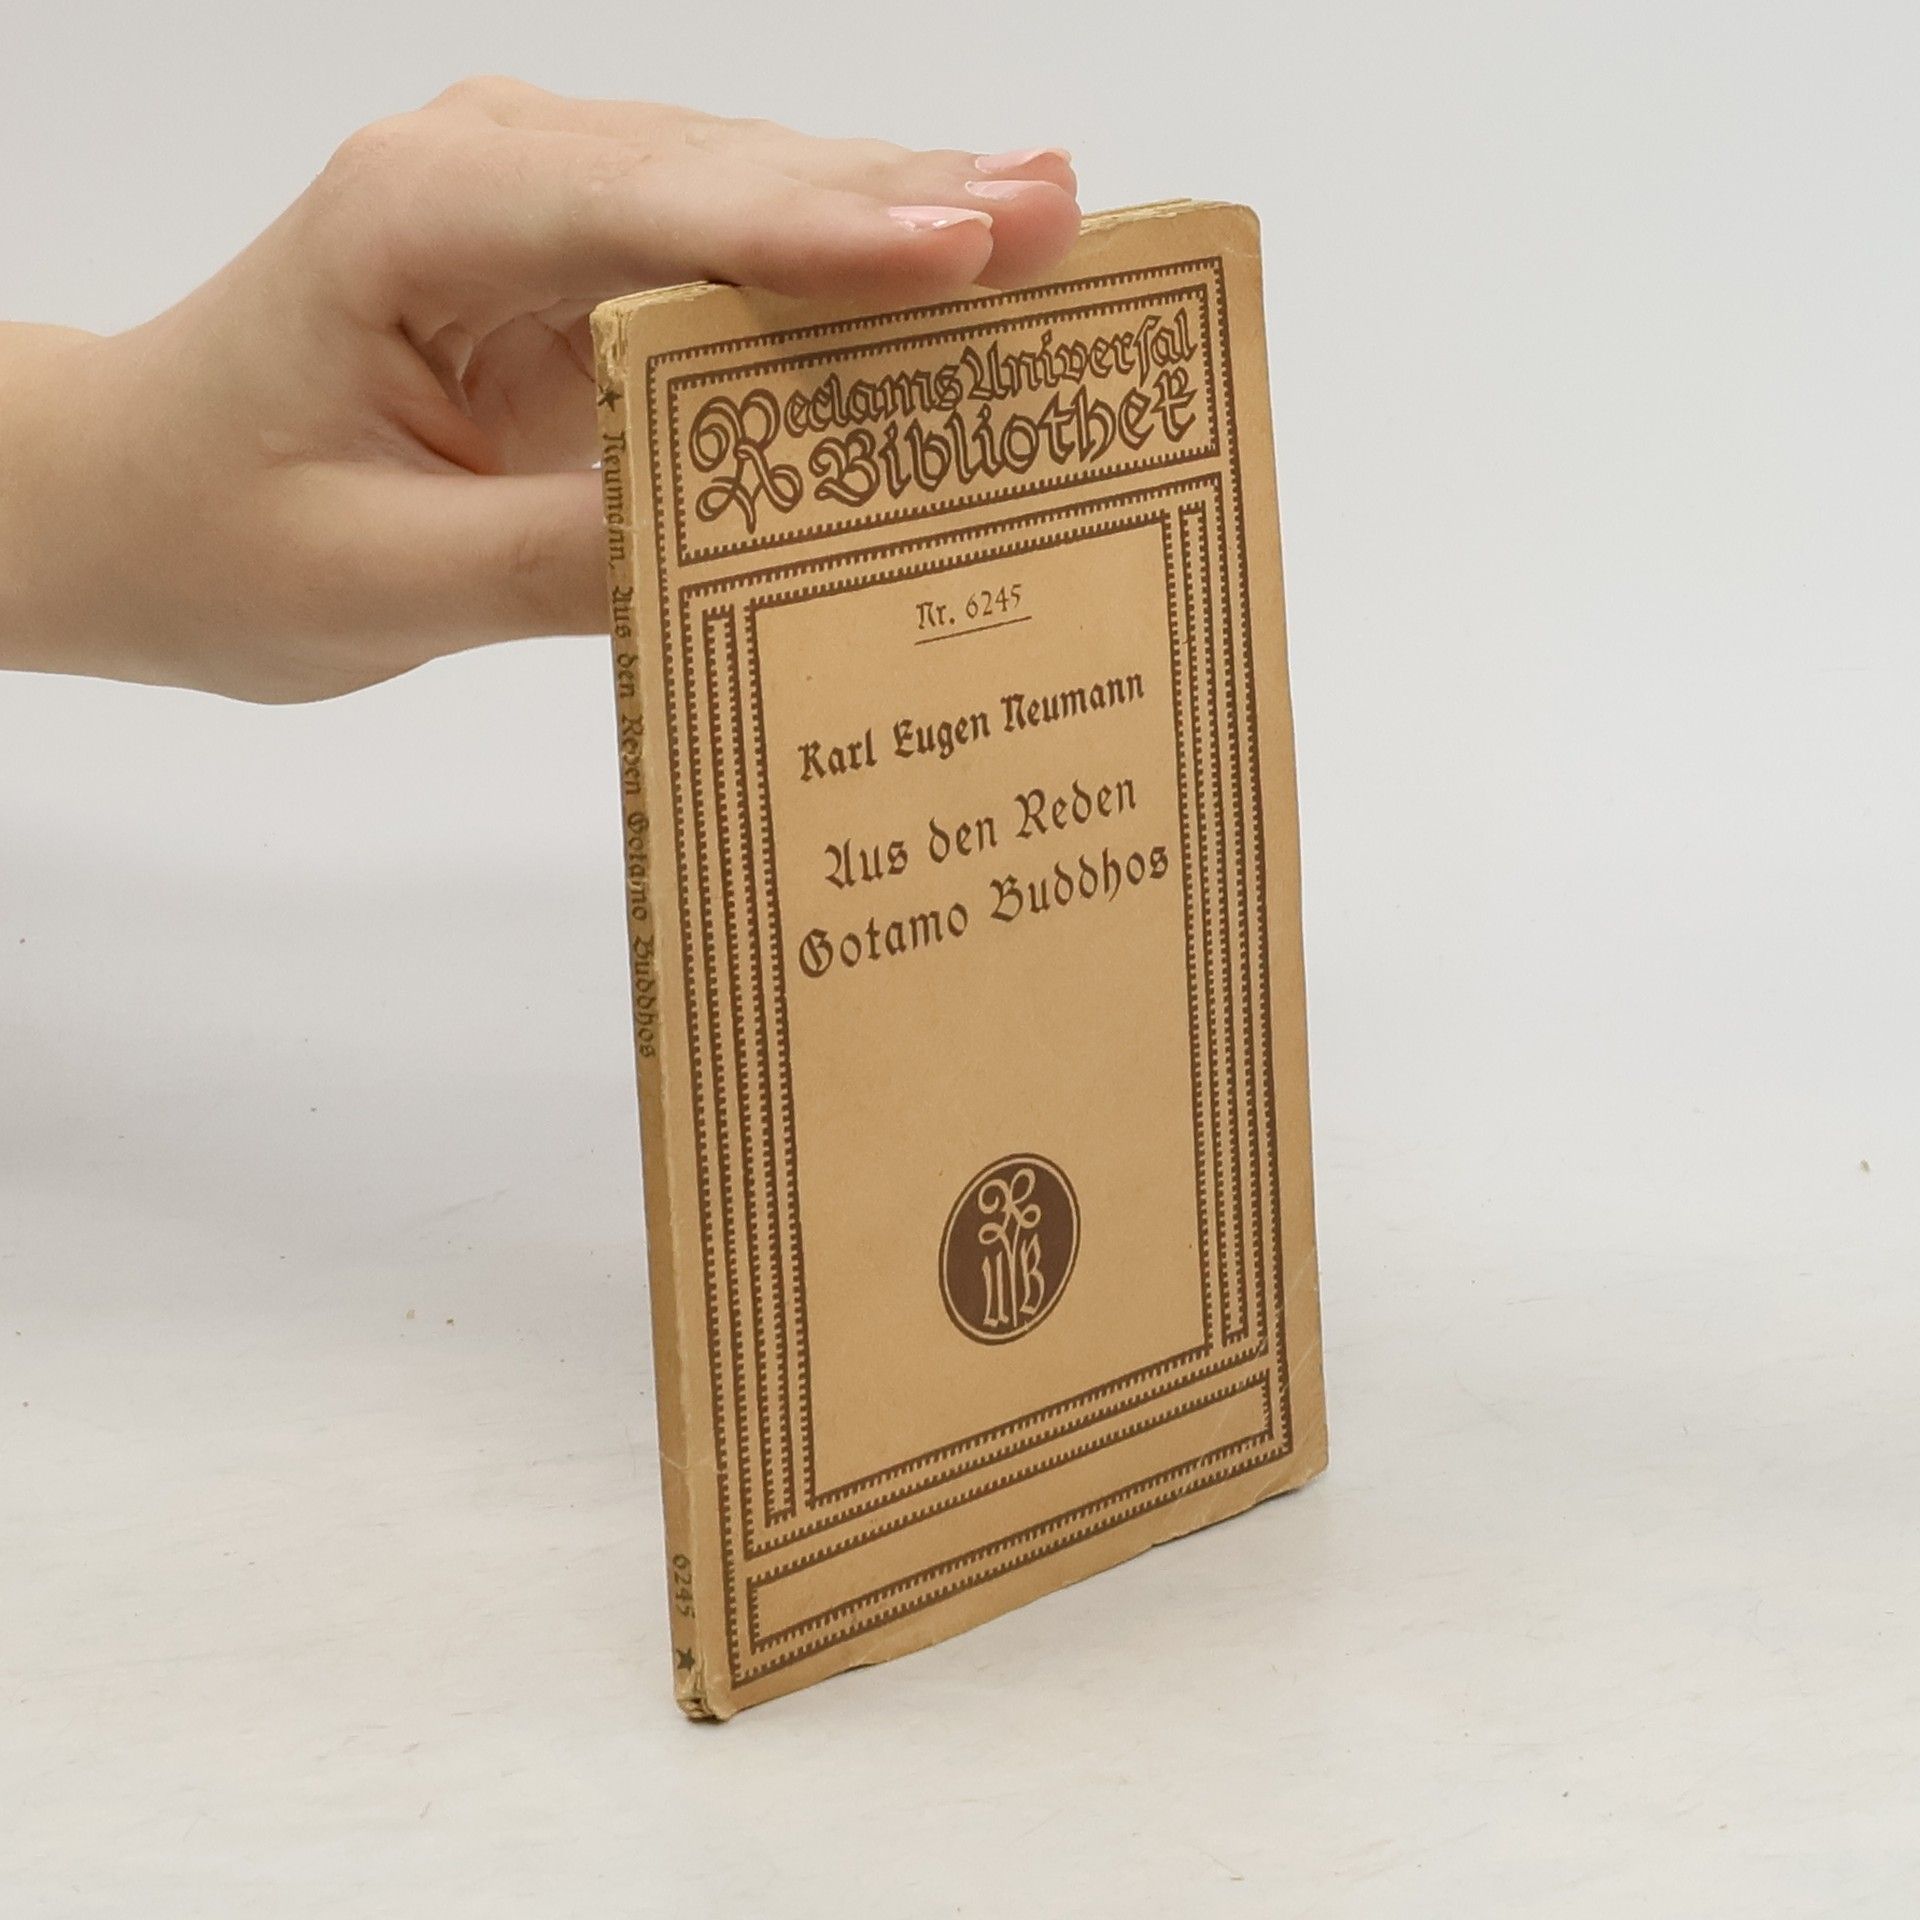 Reclams Universal
Bibliothek
Nr. 6245
Karl Eugen Neumann
Aus den Reden
Gotamo Buddhos
RUB
Neumann, Aus den Reden Gotamo Buddhos
6245